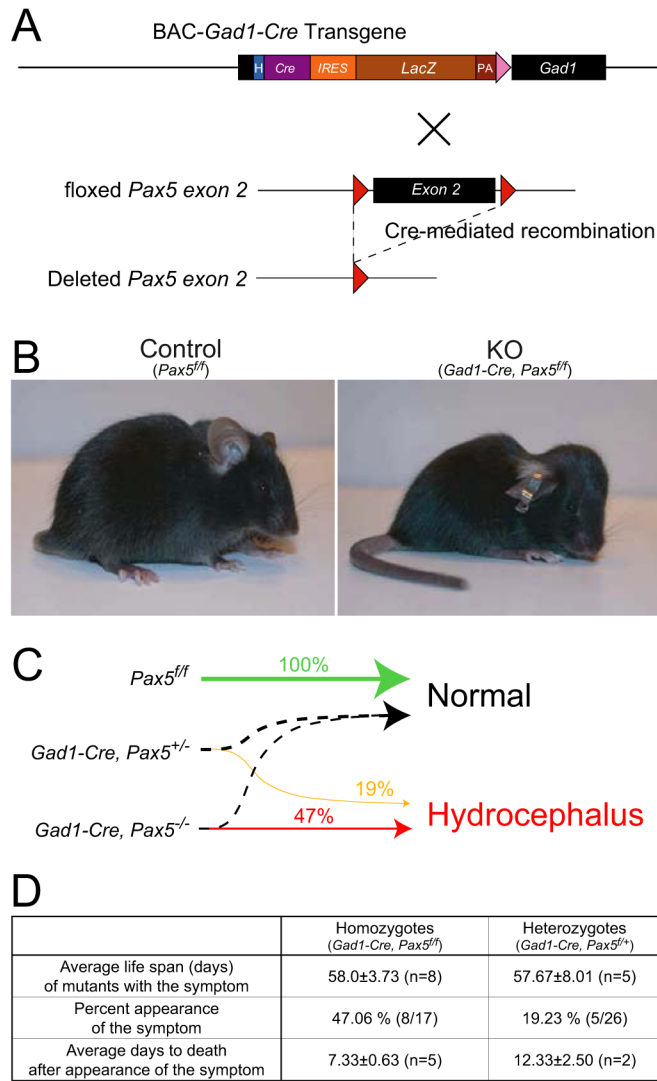 A
BAC-Gad1-Cre Transgene
H Cre IRES LacZ PA Gad1
floxed Pax5 exon 2
Exon 2
Cre-mediated recombination
Deleted Pax5 exon 2
B
Control
(Pax5f/f)
KO
(Gad1-Cre, Pax5f/f)
C
Pax5f/f
100%
Normal
Gad1-Cre, Pax5+/-
19%
Gad1-Cre, Pax5-/-
47%
Hydrocephalus
D
Homozygotes
(Gad1-Cre, Pax5f/f)
Heterozygotes
(Gad1-Cre, Pax5f/+)
Average life span (days)
of mutants with the symptom
58.0±3.73 (n=8)
57.67±8.01 (n=5)
Percent appearance
of the symptom
47.06 % (8/17)
19.23 % (5/26)
Average days to death
after appearance of the symptom
7.33±0.63 (n=5)
12.33±2.50 (n=2)